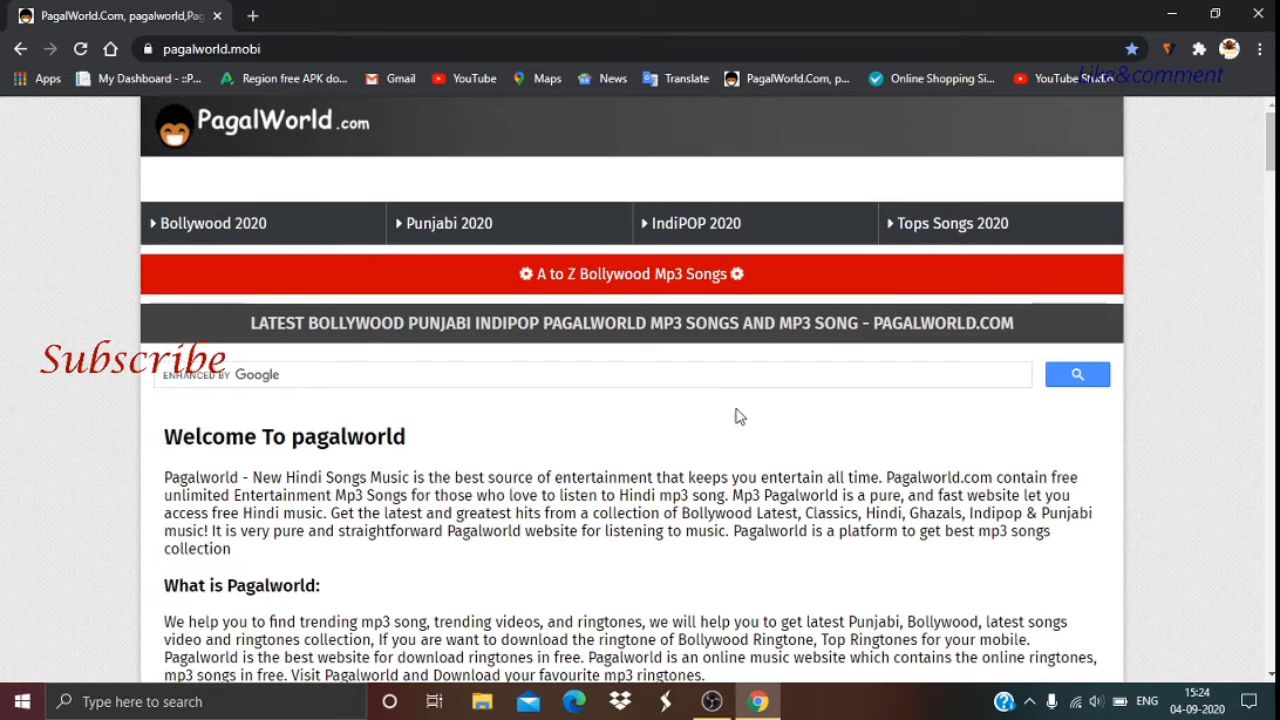 PagalWorld.Com, pagalworld,Pag
pagalworld.mobi
Apps My Dashboard - ::P... Region free APK do... Gmail YouTube Maps News Translate PagalWorld.Com, p... Online Shopping Si... YouTube Studio
Like&comment
PagalWorld.com
Bollywood 2020 Punjabi 2020 IndiPOP 2020 Tops Songs 2020
A to Z Bollywood Mp3 Songs
LATEST BOLLYWOOD PUNJABI INDIPOP PAGALWORLD MP3 SONGS AND MP3 SONG - PAGALWORLD.COM
Subscribe
ENHANCED BY Google
Welcome To pagalworld
Pagalworld - New Hindi Songs Music is the best source of entertainment that keeps you entertain all time. Pagalworld.com contain free
unlimited Entertainment Mp3 Songs for those who love to listen to Hindi mp3 song. Mp3 Pagalworld is a pure, and fast website let you
access free Hindi music. Get the latest and greatest hits from a collection of Bollywood Latest, Classics, Hindi, Ghazals, Indipop & Punjabi
music! It is very pure and straightforward Pagalworld website for listening to music. Pagalworld is a platform to get best mp3 songs
collection
What is Pagalworld:
We help you to find trending mp3 song, trending videos, and ringtones, we will help you to get latest Punjabi, Bollywood, latest songs
video and ringtones collection, If you are want to download the ringtone of Bollywood Ringtone, Top Ringtones for your mobile.
Pagalworld is the best website for download ringtones in free. Pagalworld is an online music website which contains the online ringtones,
mp3 songs in free. Visit Pagalworld and Download your favourite mp3 ringtones.
Type here to search
ENG
15:24
04-09-2020